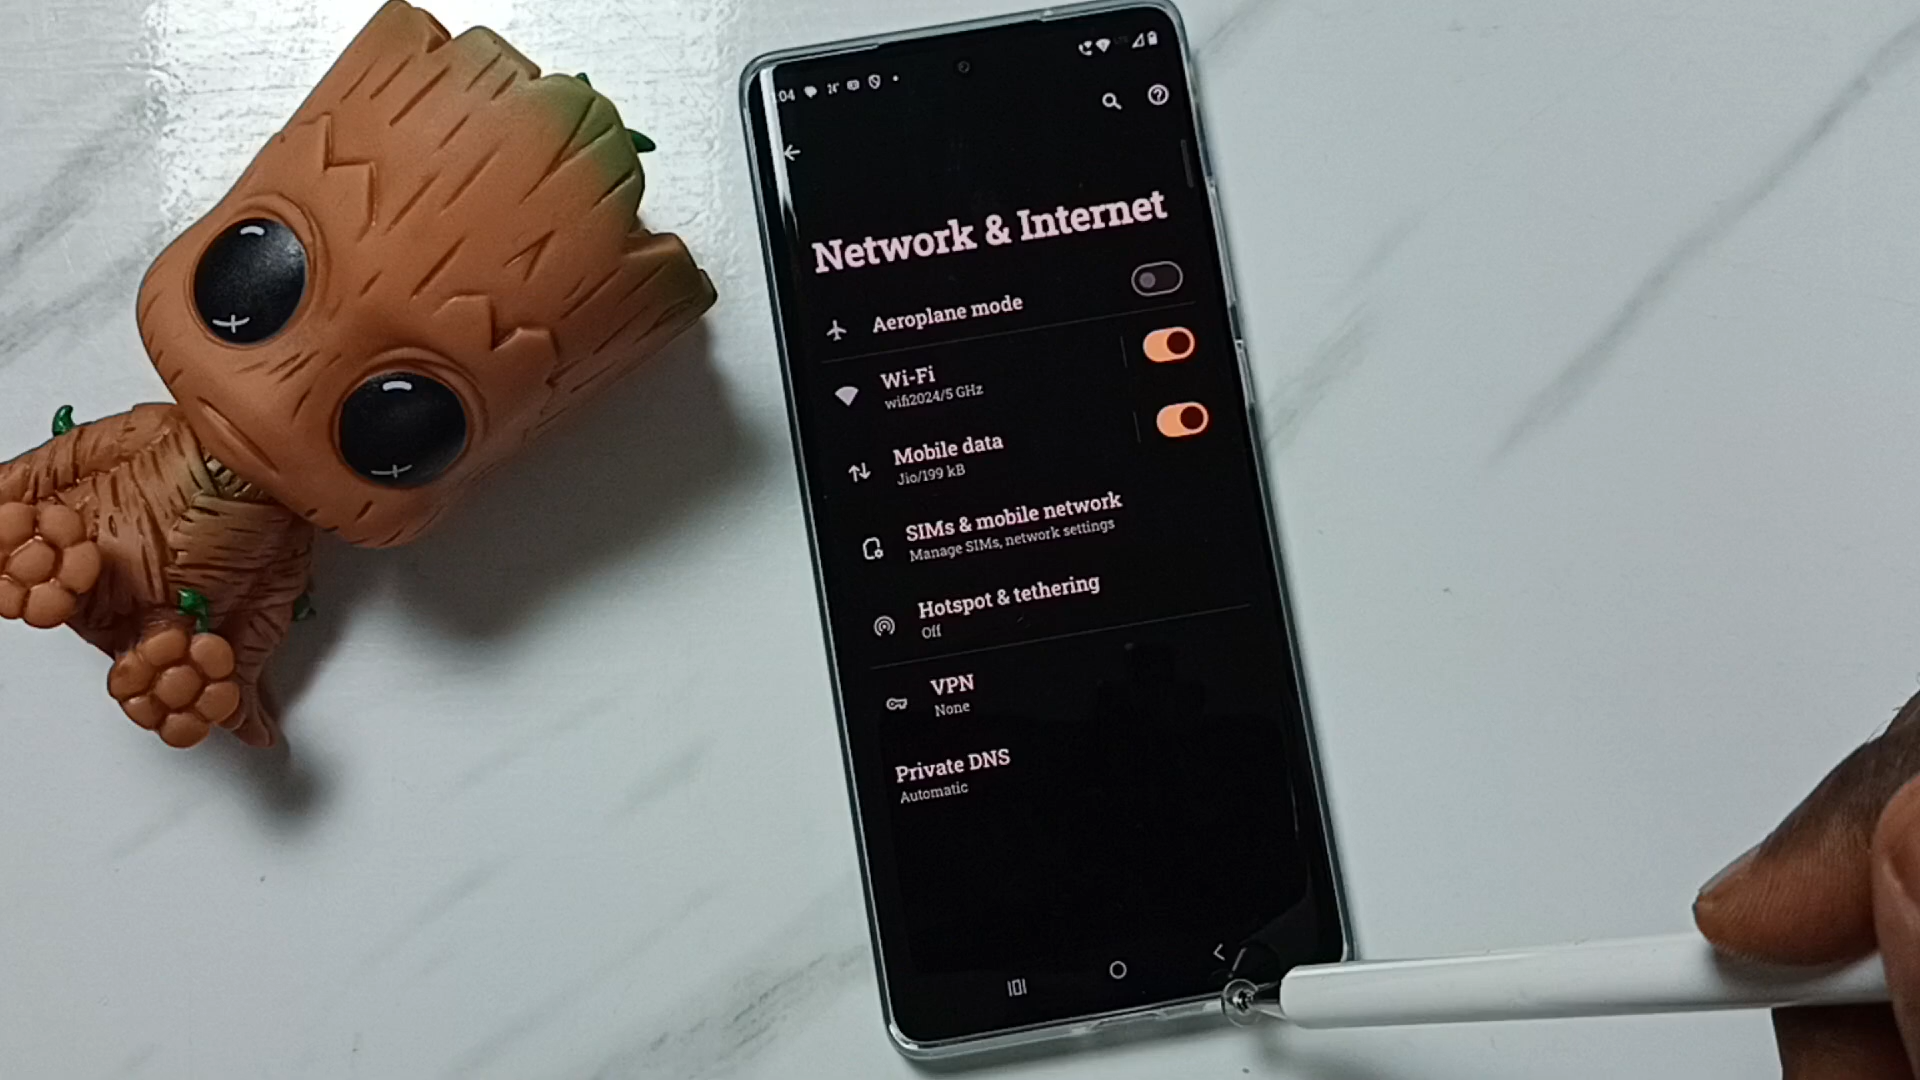 :04
Network & Internet
Aeroplane mode
Wi-Fi
wifi2024/5 GHz
Mobile data
Jio/199 kB
SIMs & mobile network
Manage SIMs, network settings
Hotspot & tethering
Off
VPN
None
Private DNS
Automatic